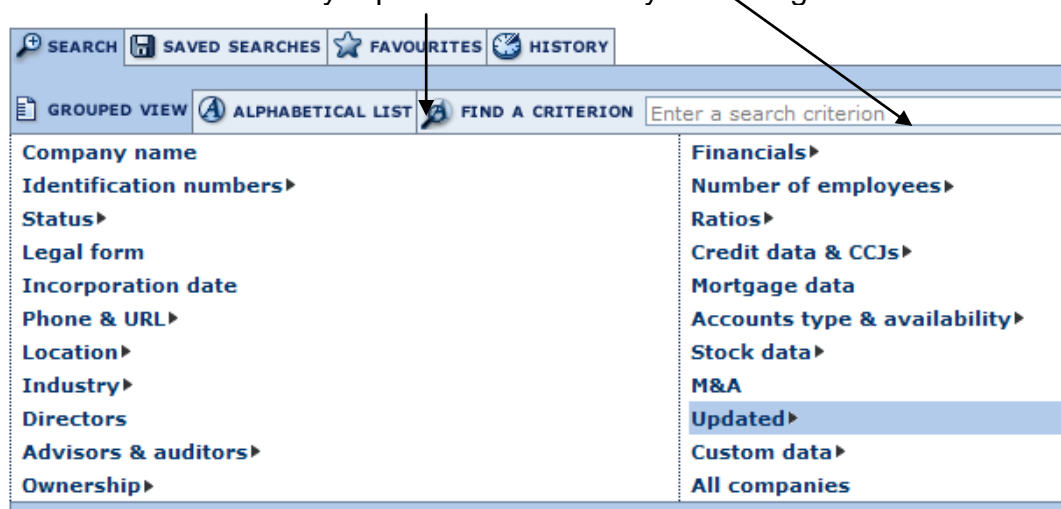 SEARCH SAVED SEARCHES FAVOURITES HISTORY
GROUPED VIEW ALPHABETICAL LIST FIND A CRITERION Enter a search criterion
Company name
Identification numbers
Status
Legal form
Incorporation date
Phone & URL
Location
Industry
Directors
Advisors & auditors
Ownership
Financials
Number of employees
Ratios
Credit data & CCJs
Mortgage data
Accounts type & availability
Stock data
M&A
Updated
Custom data
All companies